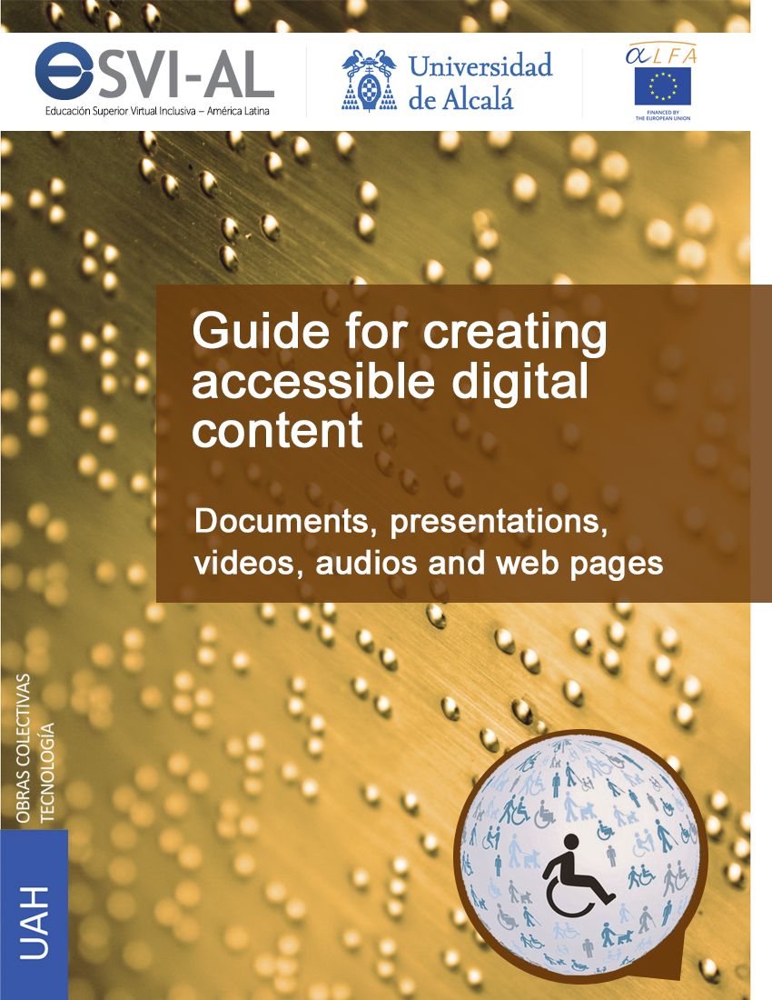 eSVI-AL
Educación Superior Virtual Inclusiva – América Latina
Universidad
de Alcalá
αLFA
FINANCED BY
THE EUROPEAN UNION
Guide for creating
accessible digital
content
Documents, presentations,
videos, audios and web pages
OBRAS COLECTIVAS
TECNOLOGÍA
UAH